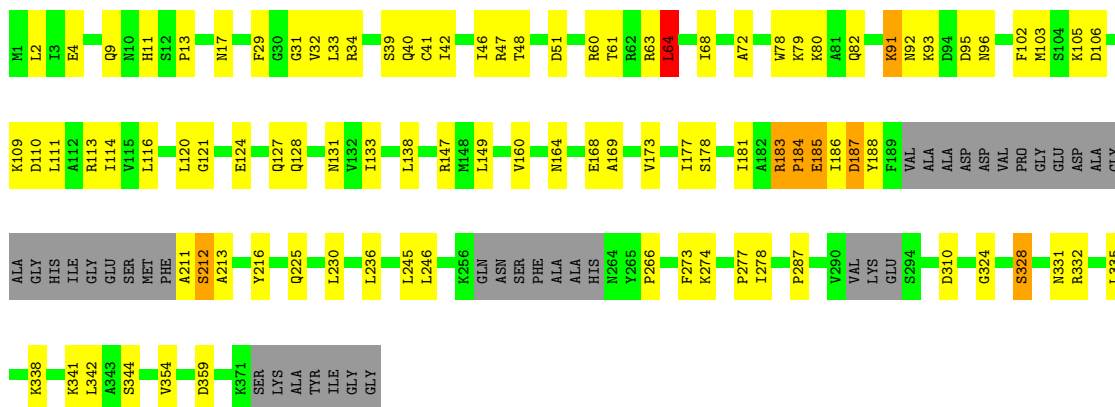 M1 L2 I3 E4 Q9 N10 H11 S12 P13 N17 F29 G30 G31 V32 L33 R34 S39 Q40 C41 I42 I46 R47 T48 D51 R60 T61 R62 R63 L64 I68 A72 W78 K79 K80 A81 Q82 K91 N92 K93 D94 D95 N96 F102 M103 S104 K105 D106
K109 D110 L111 A112 R113 I114 V115 L116 L120 G121 E124 Q127 Q128 N131 V132 I133 L138 R147 M148 L149 V160 N164 E168 A169 V173 I177 S178 I181 A182 R183 P184 E185 I186 D187 Y188 F189 VAL ALA ALA ASP ASP VAL PRO GLY GLU ASP ALA GLY
ALA GLY HIS ILE GLY GLU SER MET PHE A211 S212 A213 Y216 Q225 L230 L236 L245 L246 K256 GLN ASN SER PHE ALA ALA HIS N264 Y265 P266 F273 K274 P277 I278 P287 V290 VAL LYS GLU S294 D310 G324 S328 N331 R332
K338 K341 L342 A343 S344 V354 D359 K371 SER LYS ALA TYR ILE GLY GLY